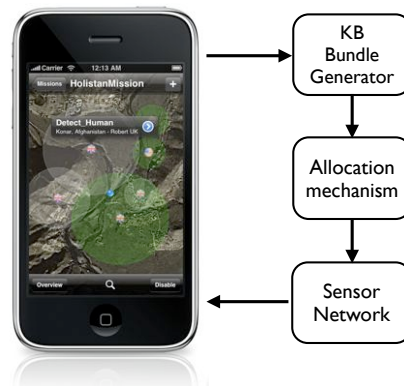 Carrier 12:13 AM
Missions HolistanMission +
Detect_Human
Konar, Afghanistan - Robert UK
Overview Disable
KB
Bundle
Generator
Allocation
mechanism
Sensor
Network